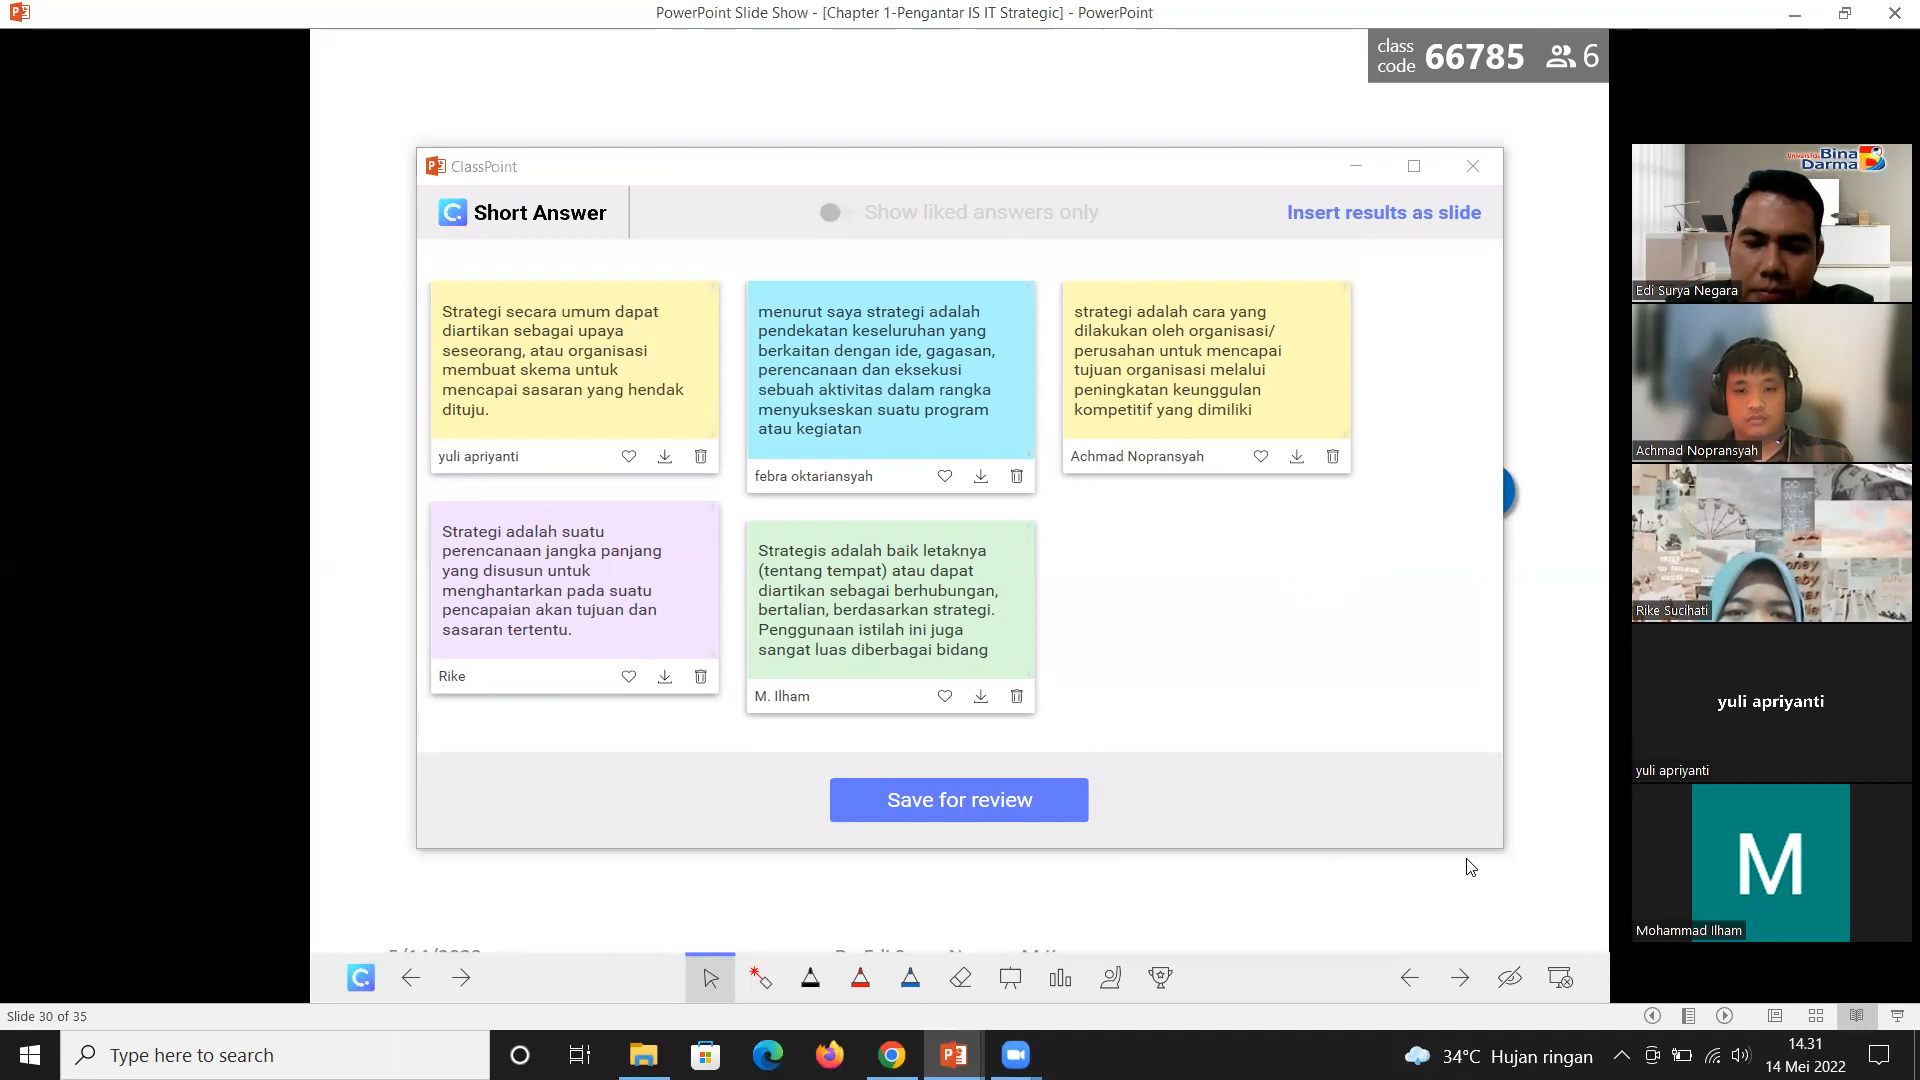 PowerPoint Slide Show - [Chapter 1-Pengantar IS IT Strategic] - PowerPoint
class
code 66785 6
ClassPoint
Short Answer
Show liked answers only
Insert results as slide
Strategi secara umum dapat
diartikan sebagai upaya
seseorang, atau organisasi
membuat skema untuk
mencapai sasaran yang hendak
dituju.
yuli apriyanti
menurut saya strategi adalah
pendekatan keseluruhan yang
berkaitan dengan ide, gagasan,
perencanaan dan eksekusi
sebuah aktivitas dalam rangka
menyukseskan suatu program
atau kegiatan
febra oktariansyah
strategi adalah cara yang
dilakukan oleh organisasi/
perusahan untuk mencapai
tujuan organisasi melalui
peningkatan keunggulan
kompetitif yang dimiliki
Achmad Nopransyah
Strategi adalah suatu
perencanaan jangka panjang
yang disusun untuk
menghantarkan pada suatu
pencapaian akan tujuan dan
sasaran tertentu.
Rike
Strategis adalah baik letaknya
(tentang tempat) atau dapat
diartikan sebagai berhubungan,
bertalian, berdasarkan strategi.
Penggunaan istilah ini juga
sangat luas diberbagai bidang
M. Ilham
Save for review
Universitas Bina
Darma
Edi Surya Negara
Achmad Nopransyah
DO
WHAT
YOU
Rike Sucihati
yuli apriyanti
yuli apriyanti
M
Mohammad Ilham
Slide 30 of 35
Type here to search
34°C Hujan ringan
14.31
14 Mei 2022